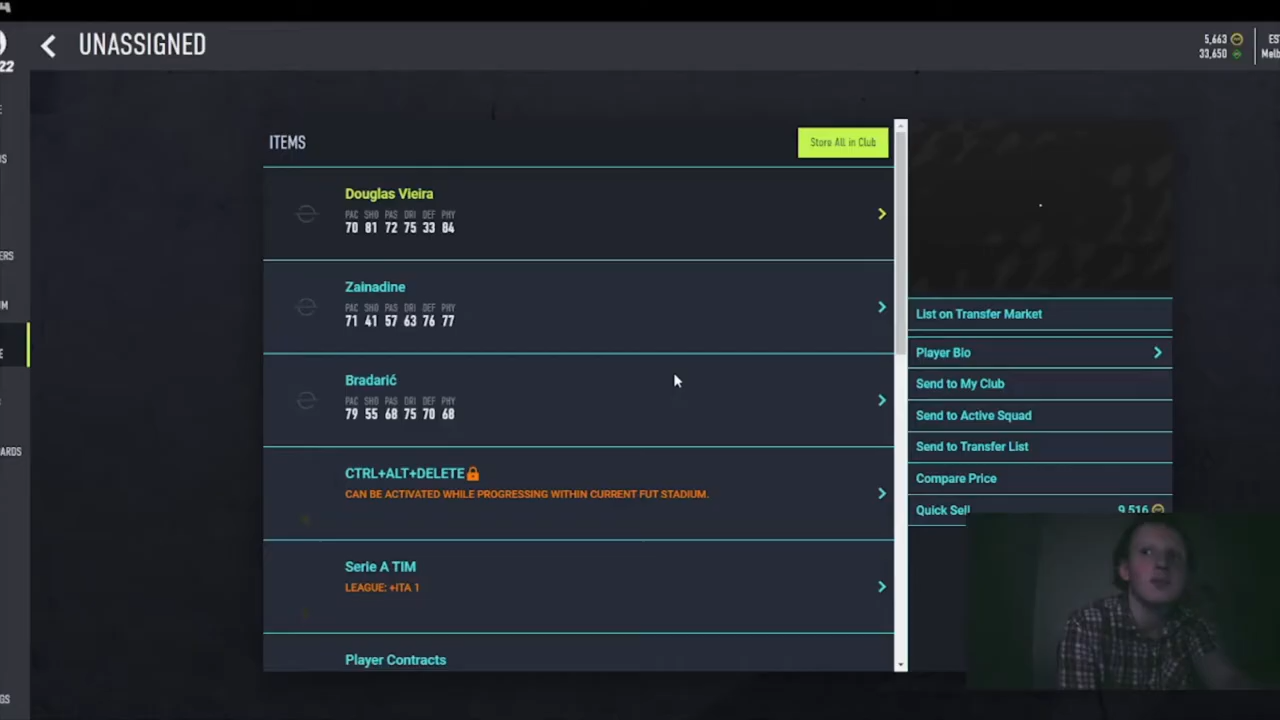 UNASSIGNED
5,663
33,650
22
ITEMS
Store All in Club
Douglas Vieira
PAC SHO PAS DRI DEF PHY
70 81 72 75 33 84
Zainadine
PAC SHO PAS DRI DEF PHY
71 41 57 63 76 77
Bradarić
PAC SHO PAS DRI DEF PHY
79 55 68 75 70 68
CTRL+ALT+DELETE
CAN BE ACTIVATED WHILE PROGRESSING WITHIN CURRENT FUT STADIUM.
Serie A TIM
LEAGUE: +ITA 1
Player Contracts
List on Transfer Market
Player Bio
Send to My Club
Send to Active Squad
Send to Transfer List
Compare Price
Quick Sell 9,516